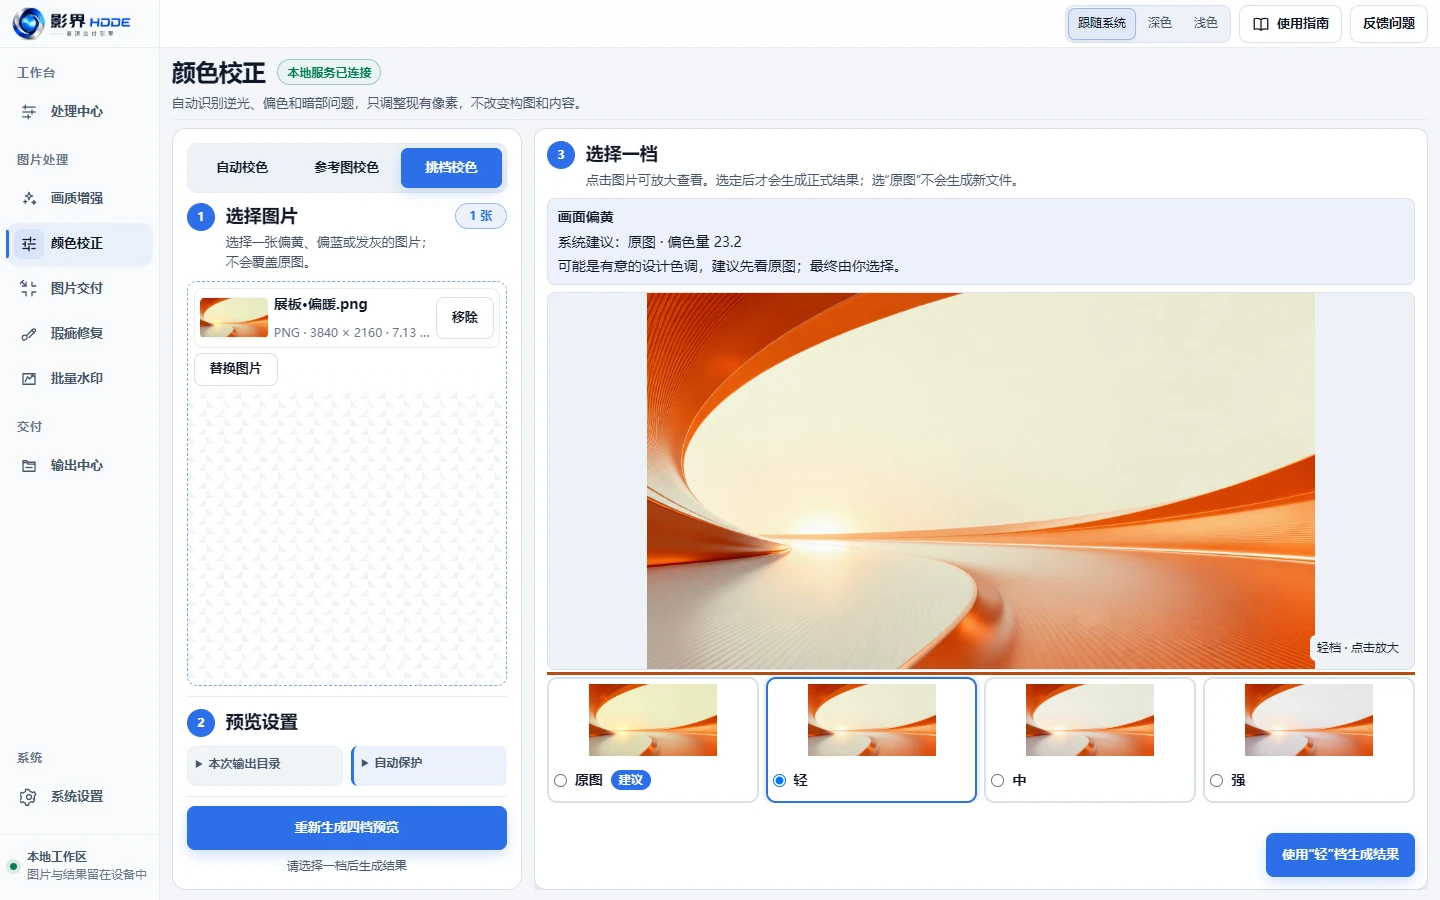 影界 HDDE
高清交付引擎
跟随系统
深色
浅色
使用指南
反馈问题
工作台
处理中心
图片处理
画质增强
颜色校正
图片交付
瑕疵修复
批量水印
交付
输出中心
系统
系统设置
本地工作区
图片与结果留在设备中
颜色校正
本地服务已连接
自动识别逆光、偏色和暗部问题，只调整现有像素，不改变构图和内容。
自动校色
参考图校色
挑档校色
1
选择图片
1 张
选择一张偏黄、偏蓝或发灰的图片；
不会覆盖原图。
展板•偏暖.png
PNG · 3840 × 2160 · 7.13 ...
移除
替换图片
2
预览设置
本次输出目录
自动保护
重新生成四档预览
请选择一档后生成结果
3
选择一档
点击图片可放大查看。选定后才会生成正式结果；选“原图”不会生成新文件。
画面偏黄
系统建议：原图 · 偏色量 23.2
可能是有意的设计色调，建议先看原图；最终由你选择。
轻档 · 点击放大
原图
建议
轻
中
强
使用“轻”档生成结果